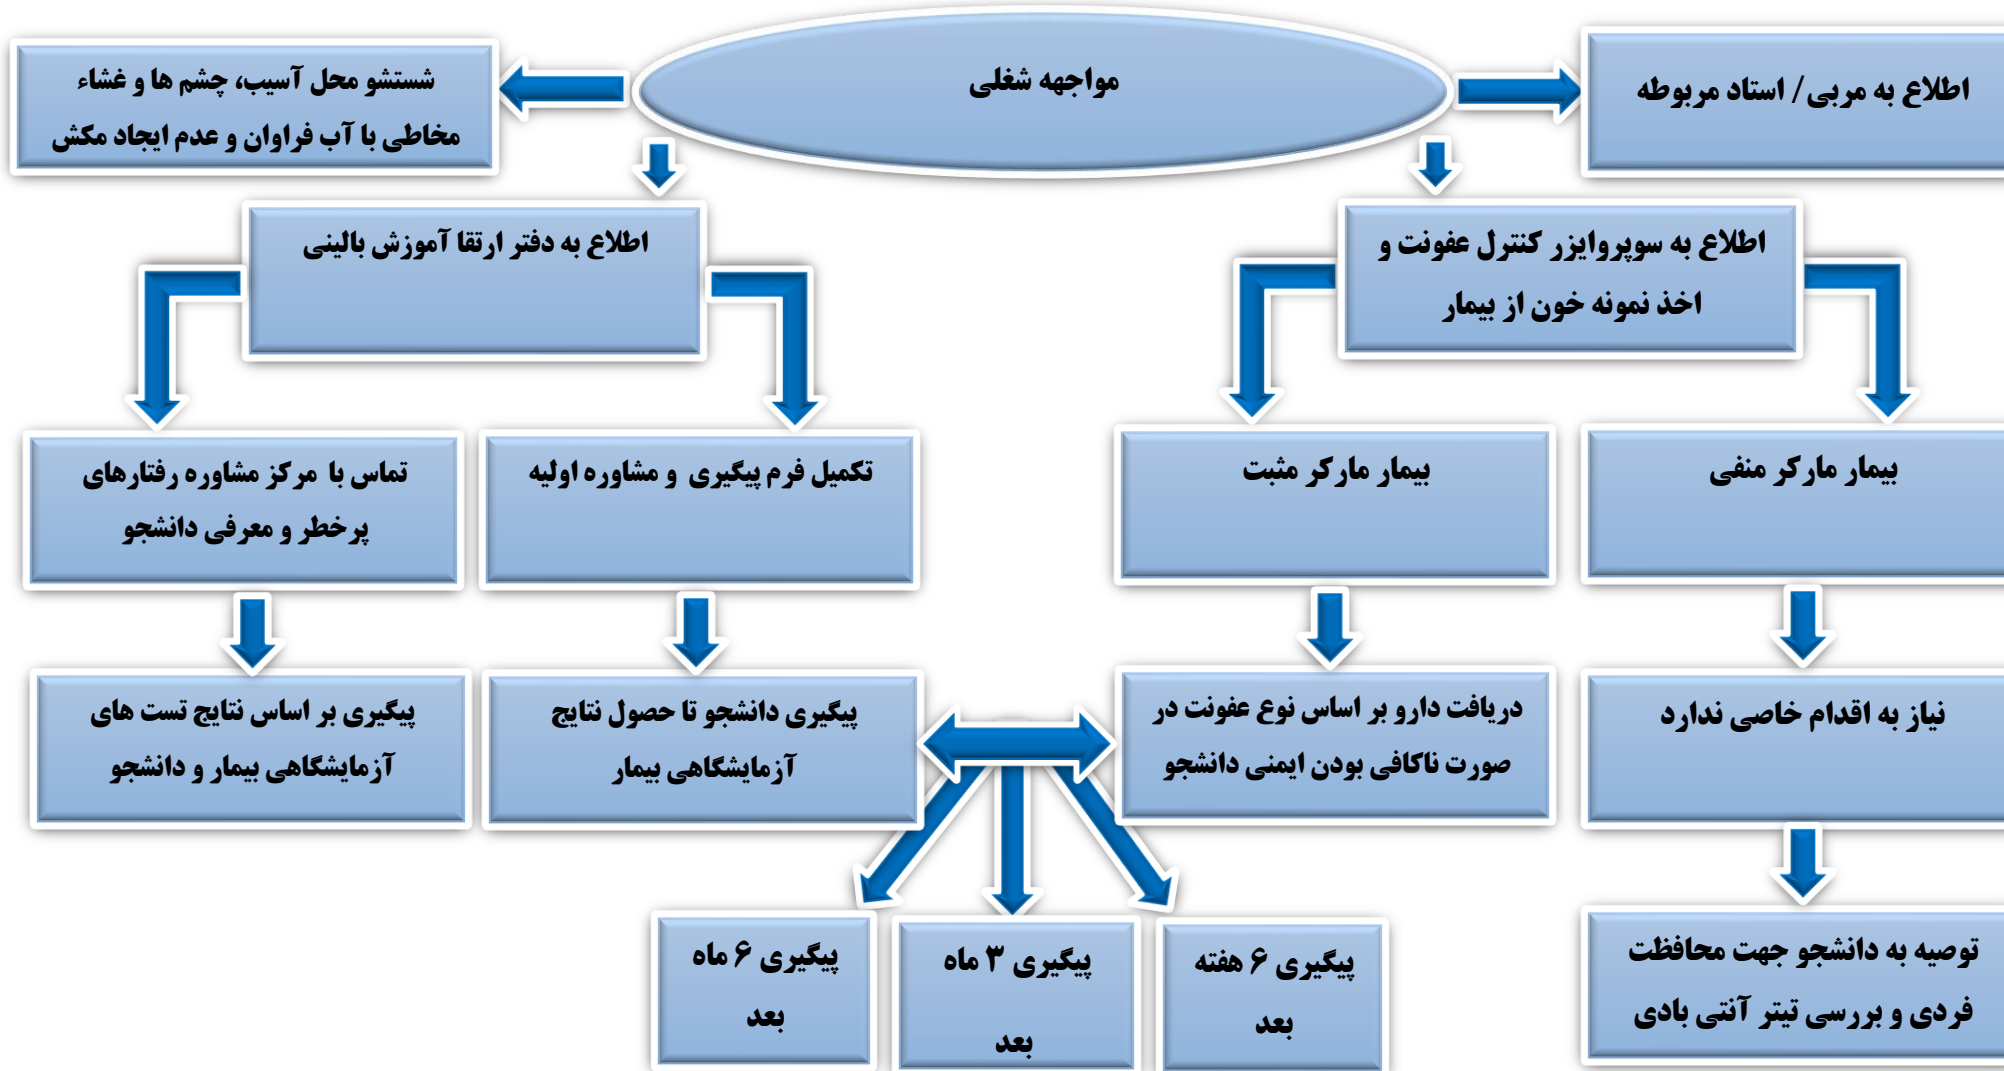 مواجهه شغلی
اطلاع به مربی/ استاد مربوطه
شستشو محل آسیب، چشم ها و غشاء
مخاطی با آب فراوان و عدم ایجاد مکش
اطلاع به سوپروایزر کنترل عفونت و
اخذ نمونه خون از بیمار
اطلاع به دفتر ارتقا آموزش بالینی
بیمار مارکر منفی
بیمار مارکر مثبت
تکمیل فرم پیگیری و مشاوره اولیه
تماس با مرکز مشاوره رفتارهای
پرخطر و معرفی دانشجو
نیاز به اقدام خاصی ندارد
دریافت دارو بر اساس نوع عفونت در
صورت ناکافی بودن ایمنی دانشجو
پیگیری دانشجو تا حصول نتایج
آزمایشگاهی بیمار
پیگیری بر اساس نتایج تست های
آزمایشگاهی بیمار و دانشجو
توصیه به دانشجو جهت محافظت
فردی و بررسی تیتر آنتی بادی
پیگیری ۶ هفته
بعد
پیگیری ۳ ماه
بعد
پیگیری ۶ ماه
بعد